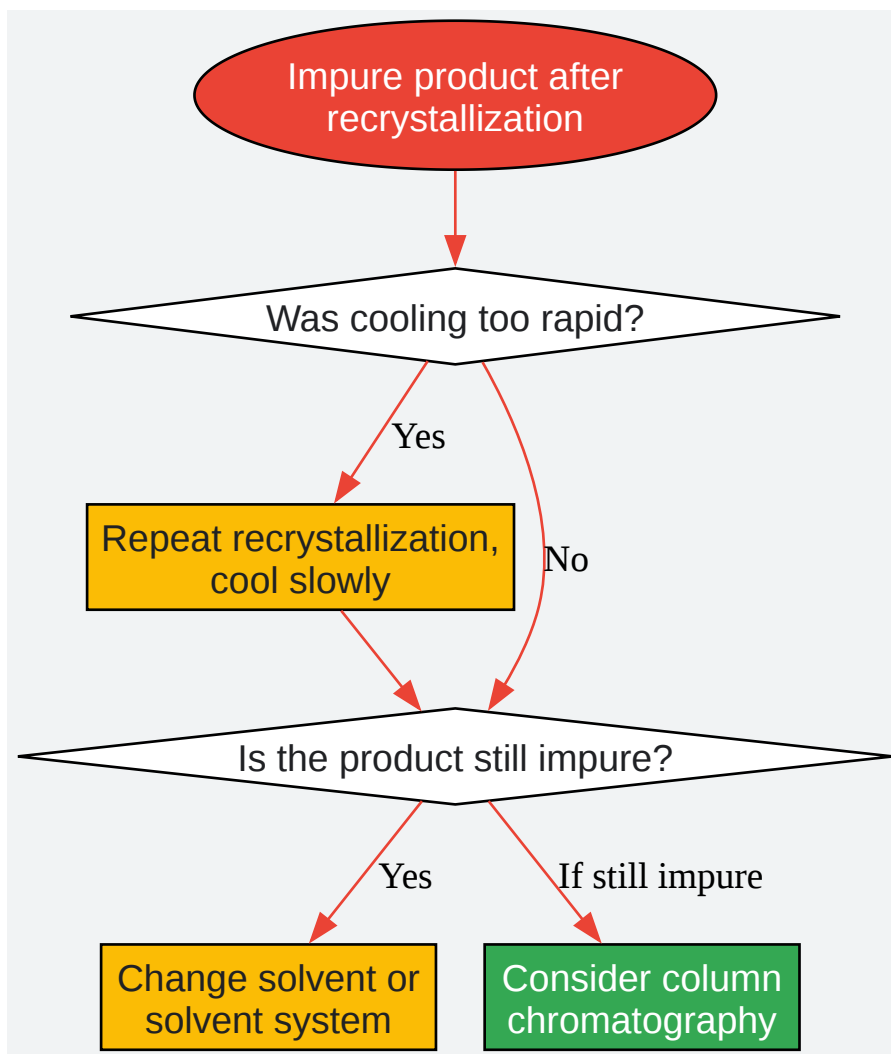 Impure product after
recrystallization
Was cooling too rapid?
Yes
Repeat recrystallization,
cool slowly
No
Is the product still impure?
Yes
If still impure
Change solvent or
solvent system
Consider column
chromatography